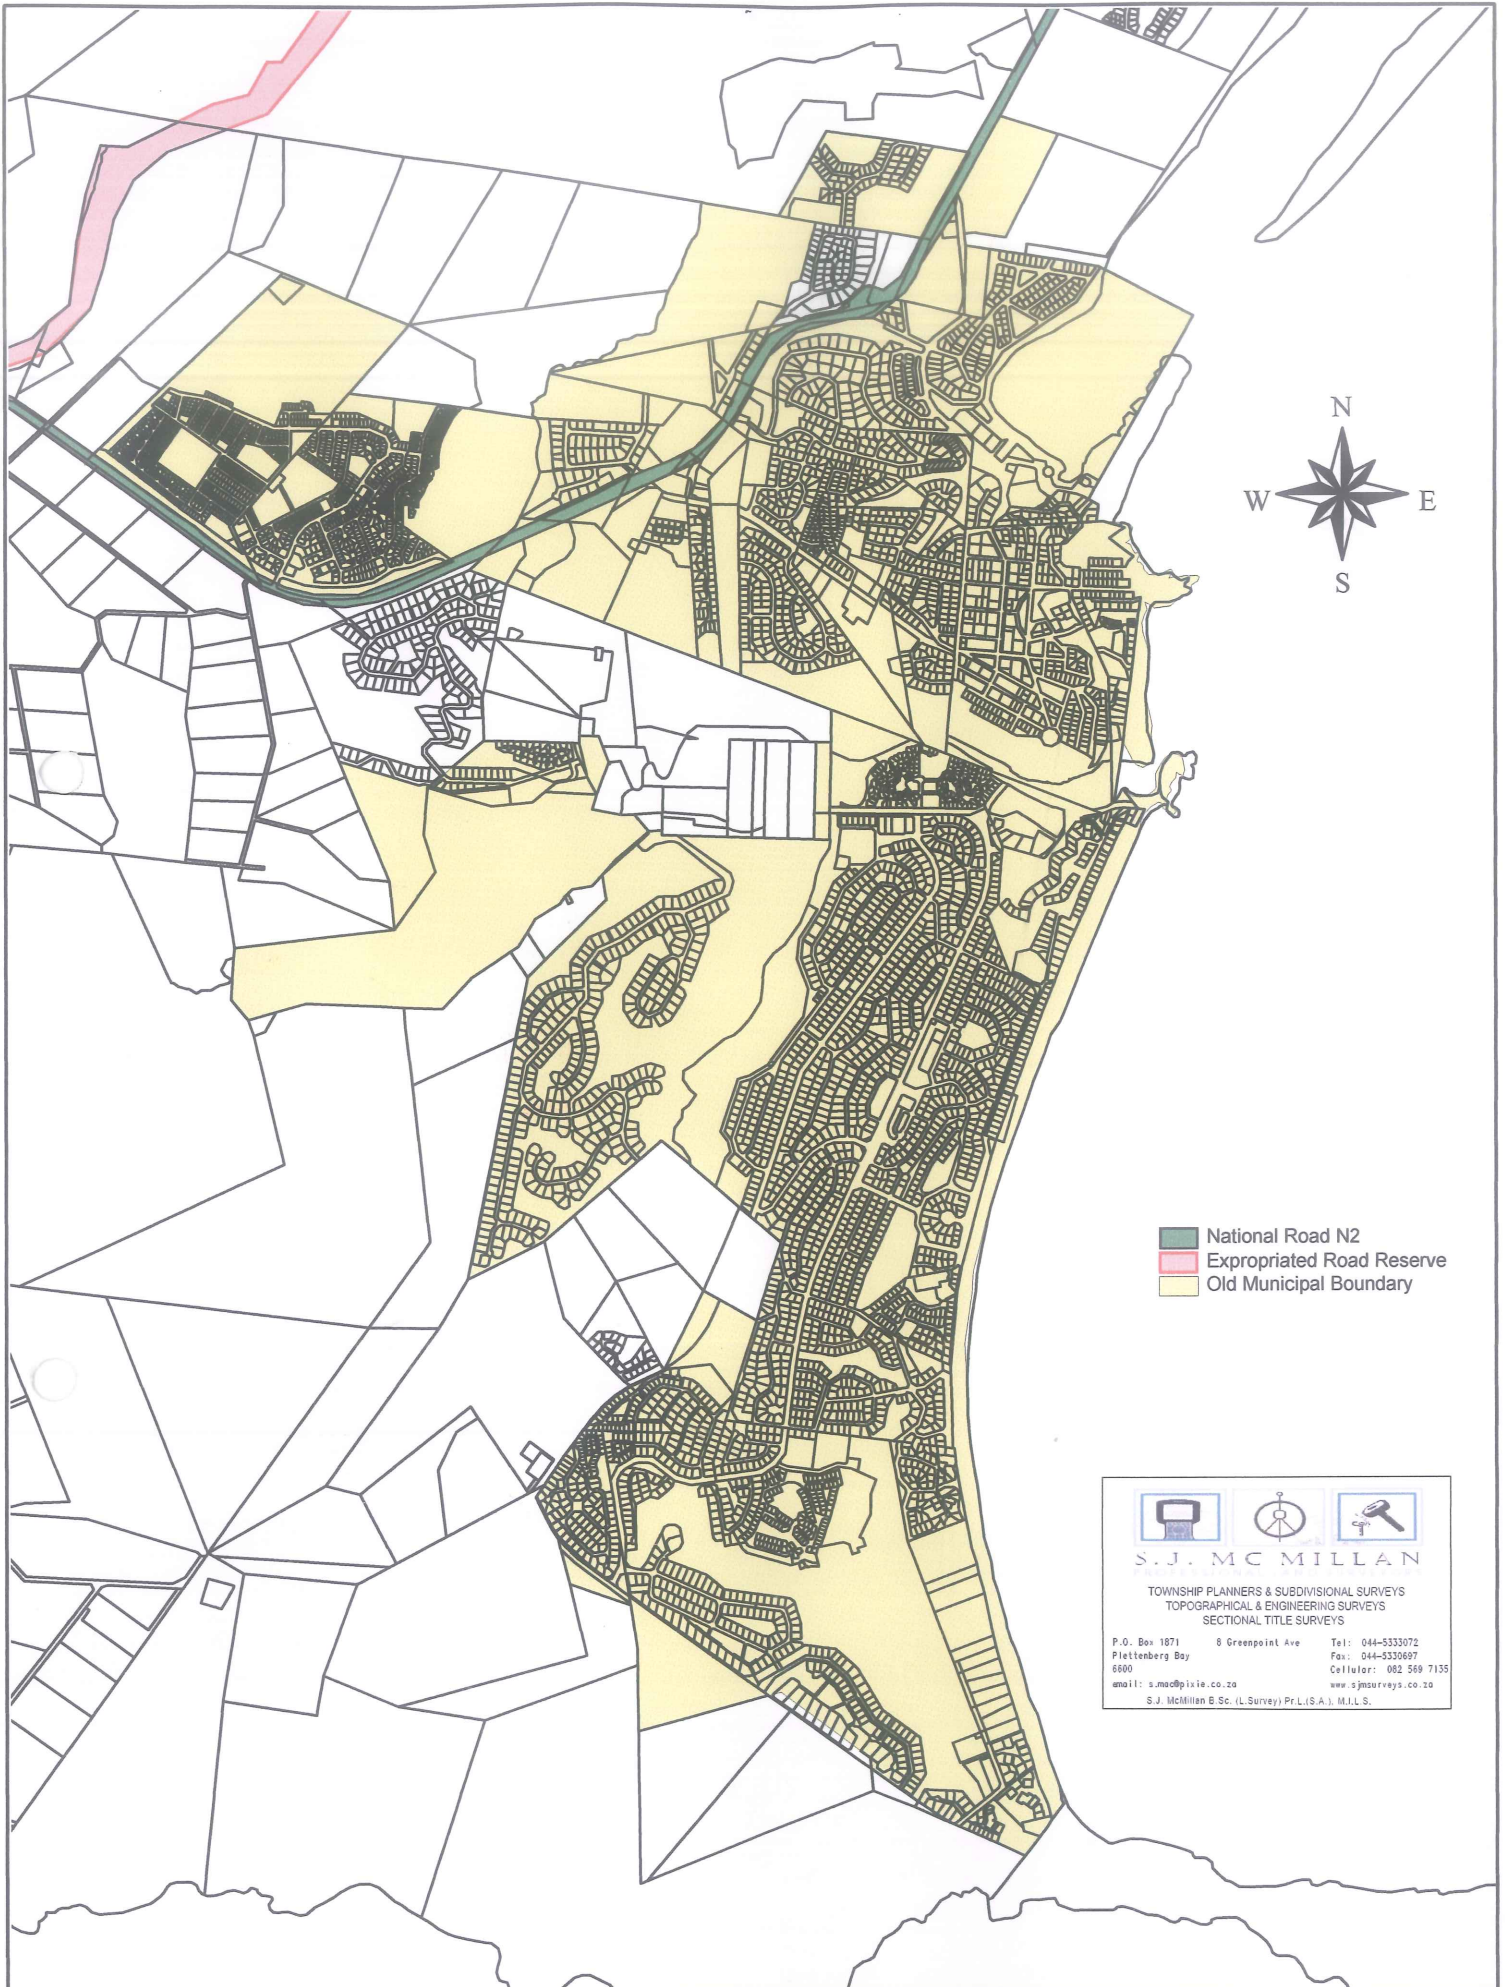 N
W E
S
National Road N2
Expropriated Road Reserve
Old Municipal Boundary
S.J. MC MILLAN
TOWNSHIP PLANNERS & SUBDIVISIONAL SURVEYS
TOPOGRAPHICAL & ENGINEERING SURVEYS
SECTIONAL TITLE SURVEYS
P.O. Box 1871 8 Greenpoint Ave Tel: 044-5333072
Plettenberg Bay Fax: 044-5330697
6600 Cellular: 082 569 7135
email: s.mac@pixie.co.za www.sjmsurveys.co.za
S.J. McMillan B.Sc. (L.Survey) Pr.L.(S.A.), M.I.L.S.